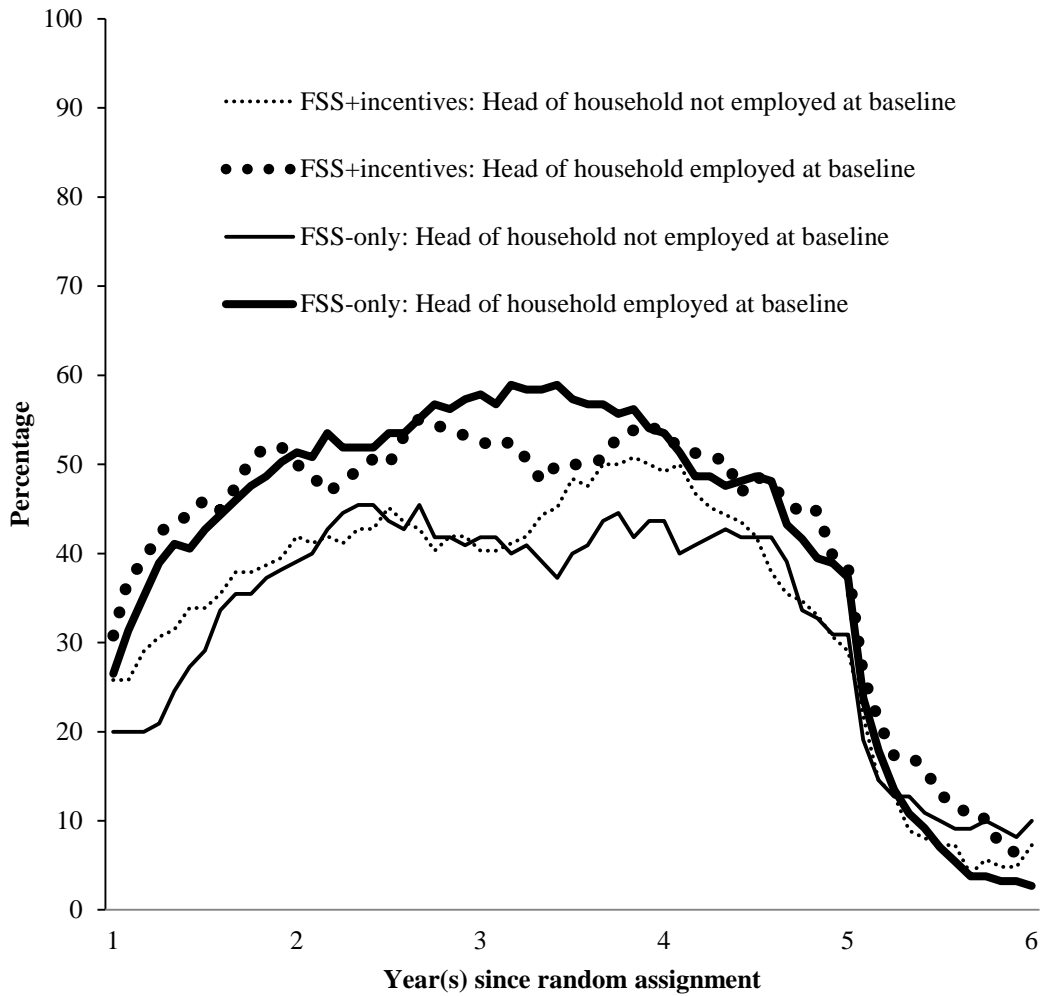 100
90
80
70
60
50
40
30
20
10
0
Percentage
FSS+incentives: Head of household not employed at baseline
FSS+incentives: Head of household employed at baseline
FSS-only: Head of household not employed at baseline
FSS-only: Head of household employed at baseline
1 2 3 4 5 6
Year(s) since random assignment